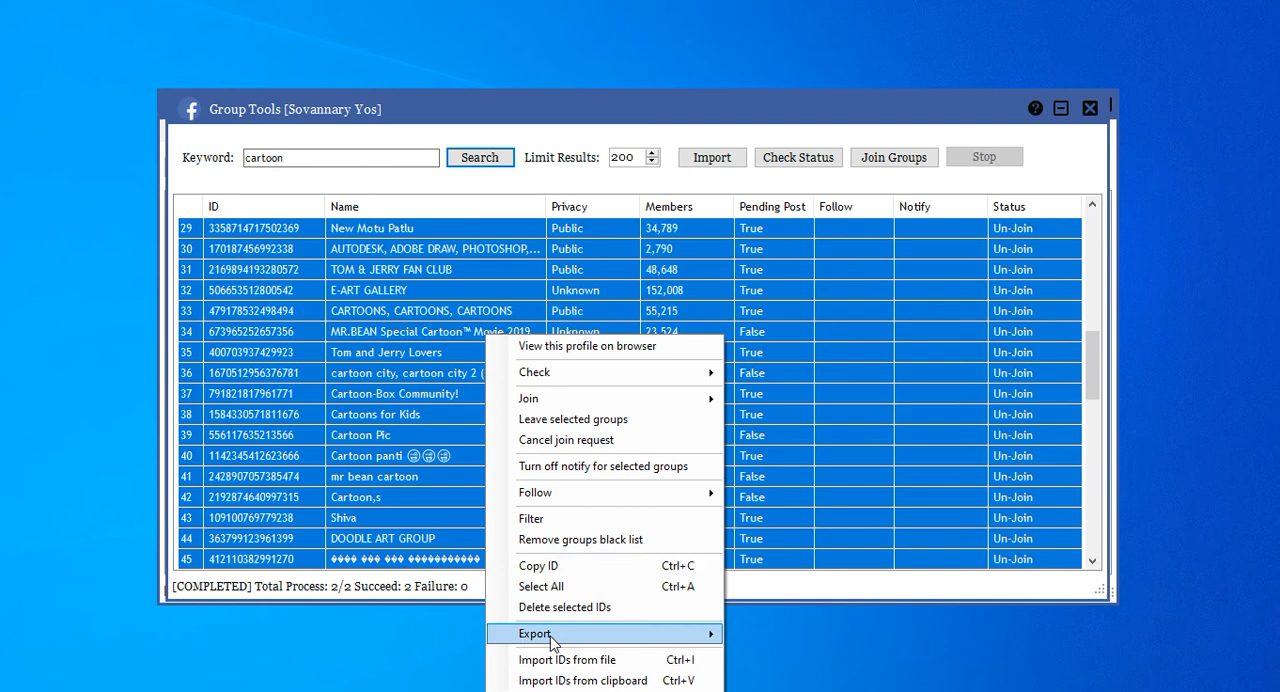 Group Tools [Sovannary Yos]
Keyword: cartoon Search Limit Results: 200 Import Check Status Join Groups Stop
ID Name Privacy Members Pending Post Follow Notify Status
29 3358714717502369 New Motu Patlu Public 34,789 True Un-Join
30 170187456992338 AUTODESK, ADOBE DRAW, PHOTOSHOP,... Public 2,790 True Un-Join
31 2169894193280572 TOM & JERRY FAN CLUB Public 48,648 True Un-Join
32 506653512800542 E-ART GALLERY Unknown 152,008 True Un-Join
33 479178532498494 CARTOONS, CARTOONS, CARTOONS Public 55,215 True Un-Join
34 673965252657356 MR.BEAN Special Cartoon™ Movie 2019 Unknown 23,524 False Un-Join
35 400703937429923 Tom and Jerry Lovers True Un-Join
36 1670512956376781 cartoon city, cartoon city 2 ( False Un-Join
37 791821817961771 Cartoon-Box Community! True Un-Join
38 1584330571811676 Cartoons for Kids True Un-Join
39 556117635213566 Cartoon Pic False Un-Join
40 1142345412623666 Cartoon panti 🤪🤪🤪 True Un-Join
41 2428907057385474 mr bean cartoon False Un-Join
42 2192874640997315 Cartoon,s False Un-Join
43 109100769779238 Shiva True Un-Join
44 363799123961399 DOODLE ART GROUP True Un-Join
45 412110382991270 ���� ��� ��� ������������ True Un-Join
[COMPLETED] Total Process: 2/2 Succeed: 2 Failure: 0
View this profile on browser
Check
Join
Leave selected groups
Cancel join request
Turn off notify for selected groups
Follow
Filter
Remove groups black list
Copy ID Ctrl+C
Select All Ctrl+A
Delete selected IDs
Export
Import IDs from file Ctrl+I
Import IDs from clipboard Ctrl+V